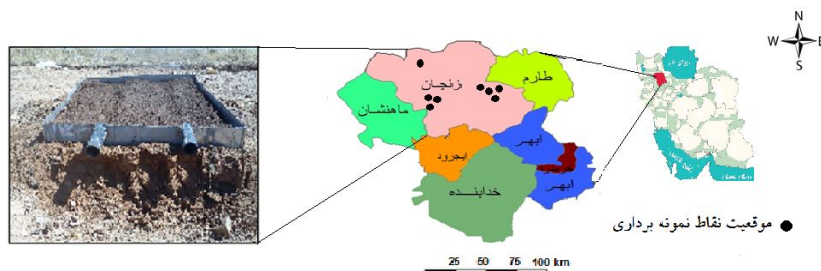 N
W E
S
طارم
زنجان
ماهنشان
ابهر
ایجرود
ابهر
خدابنده
موقعیت نقاط نمونه برداری
25 50 75 100 km